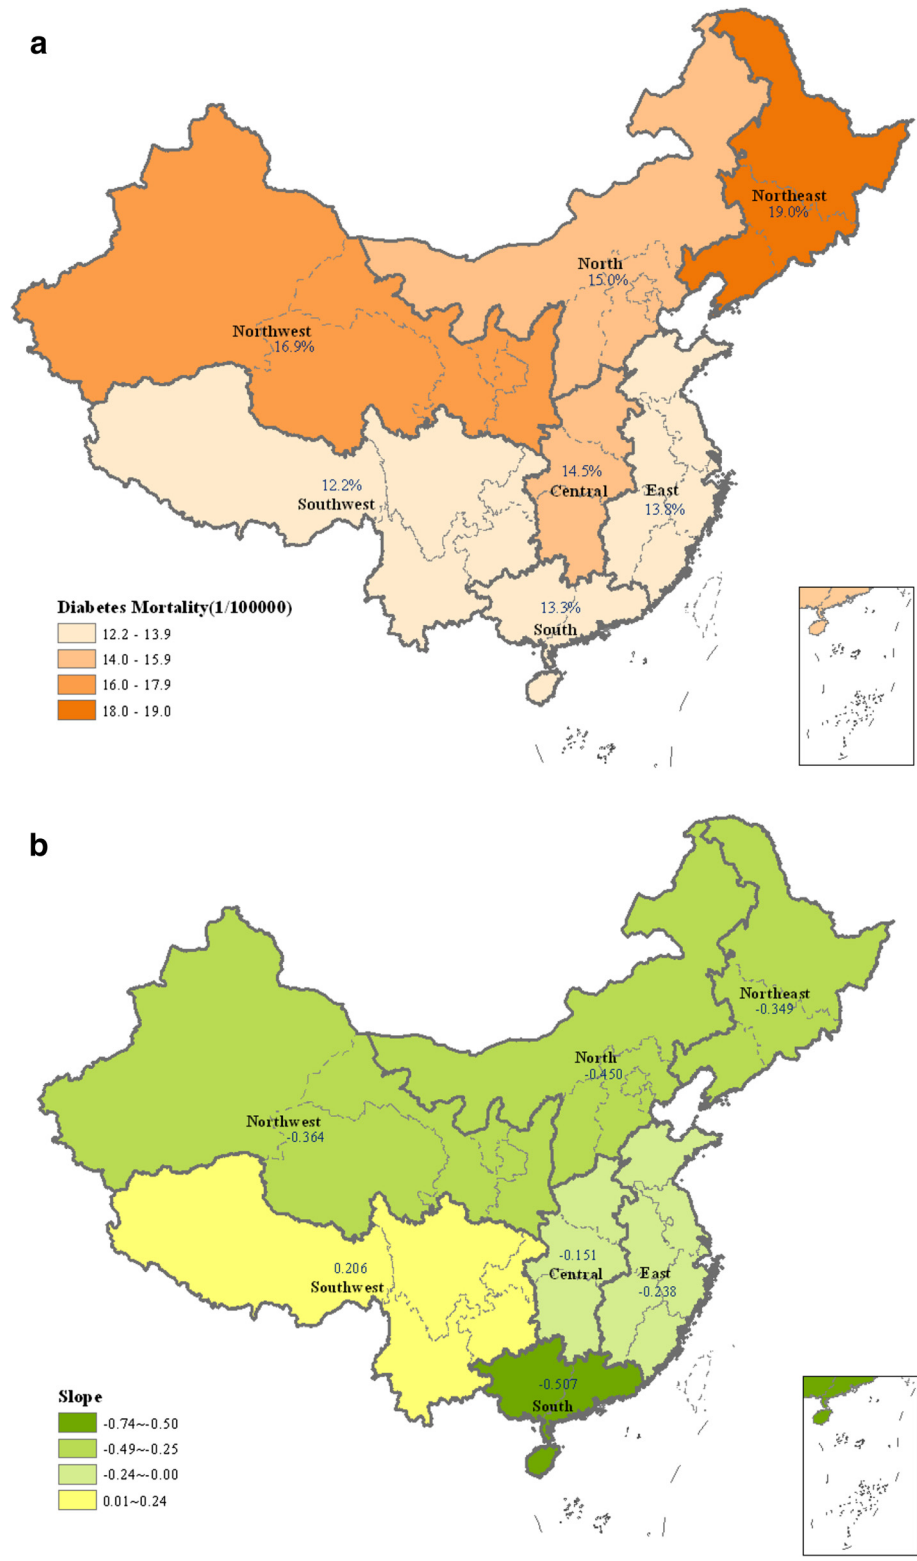 a
Northeast
19.0%
North
15.0%
Northwest
16.9%
14.5%
Central
12.2%
Southwest
East
13.8%
13.3%
South
Diabetes Mortality(1/100000)
12.2 - 13.9
14.0 - 15.9
16.0 - 17.9
18.0 - 19.0
b
Northeast
-0.349
North
-0.450
Northwest
-0.364
-0.151
Central
0.206
Southwest
East
-0.238
-0.507
South
Slope
-0.74~-0.50
-0.49~-0.25
-0.24~-0.00
0.01~0.24